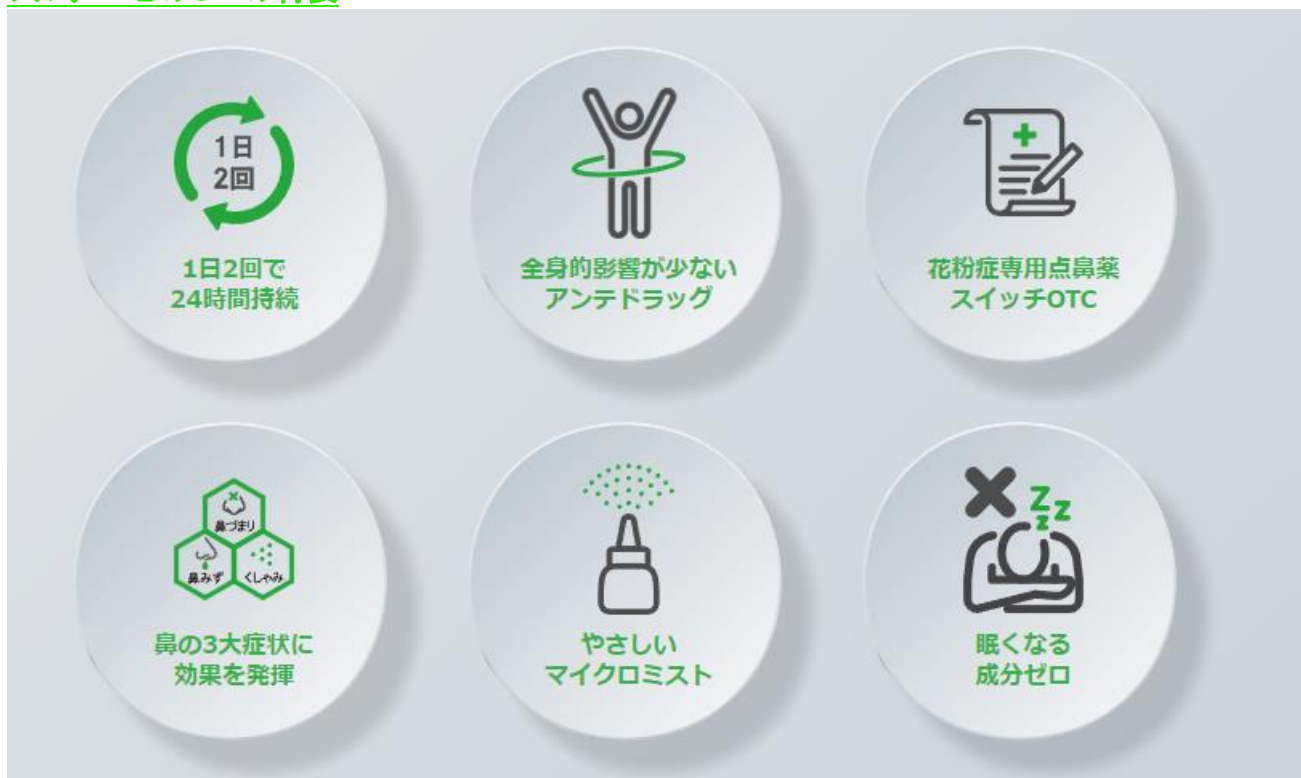 1日
2回
1日2回で
24時間持続
全身的影響が少ない
アンテドラッグ
花粉症専用点鼻薬
スイッチOTC
鼻づまり
鼻みず
くしゃみ
鼻の3大症状に
効果を発揮
やさしい
マイクロミスト
zzz
眠くなる
成分ゼロ